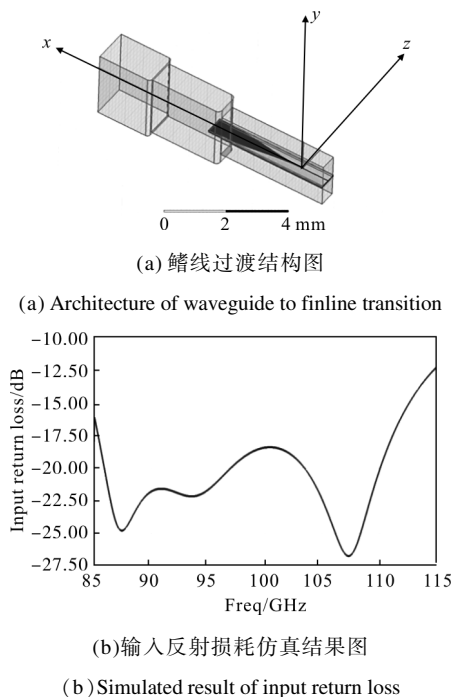 y
x
z
0 2 4 mm
(a) 鳍线过渡结构图
(a) Architecture of waveguide to finline transition
Input return loss/dB
-10.00
-12.50
-15.00
-17.50
-20.00
-22.50
-25.00
-27.50
85 90 95 100 105 110 115
Freq/GHz
(b)输入反射损耗仿真结果图
(b)Simulated result of input return loss